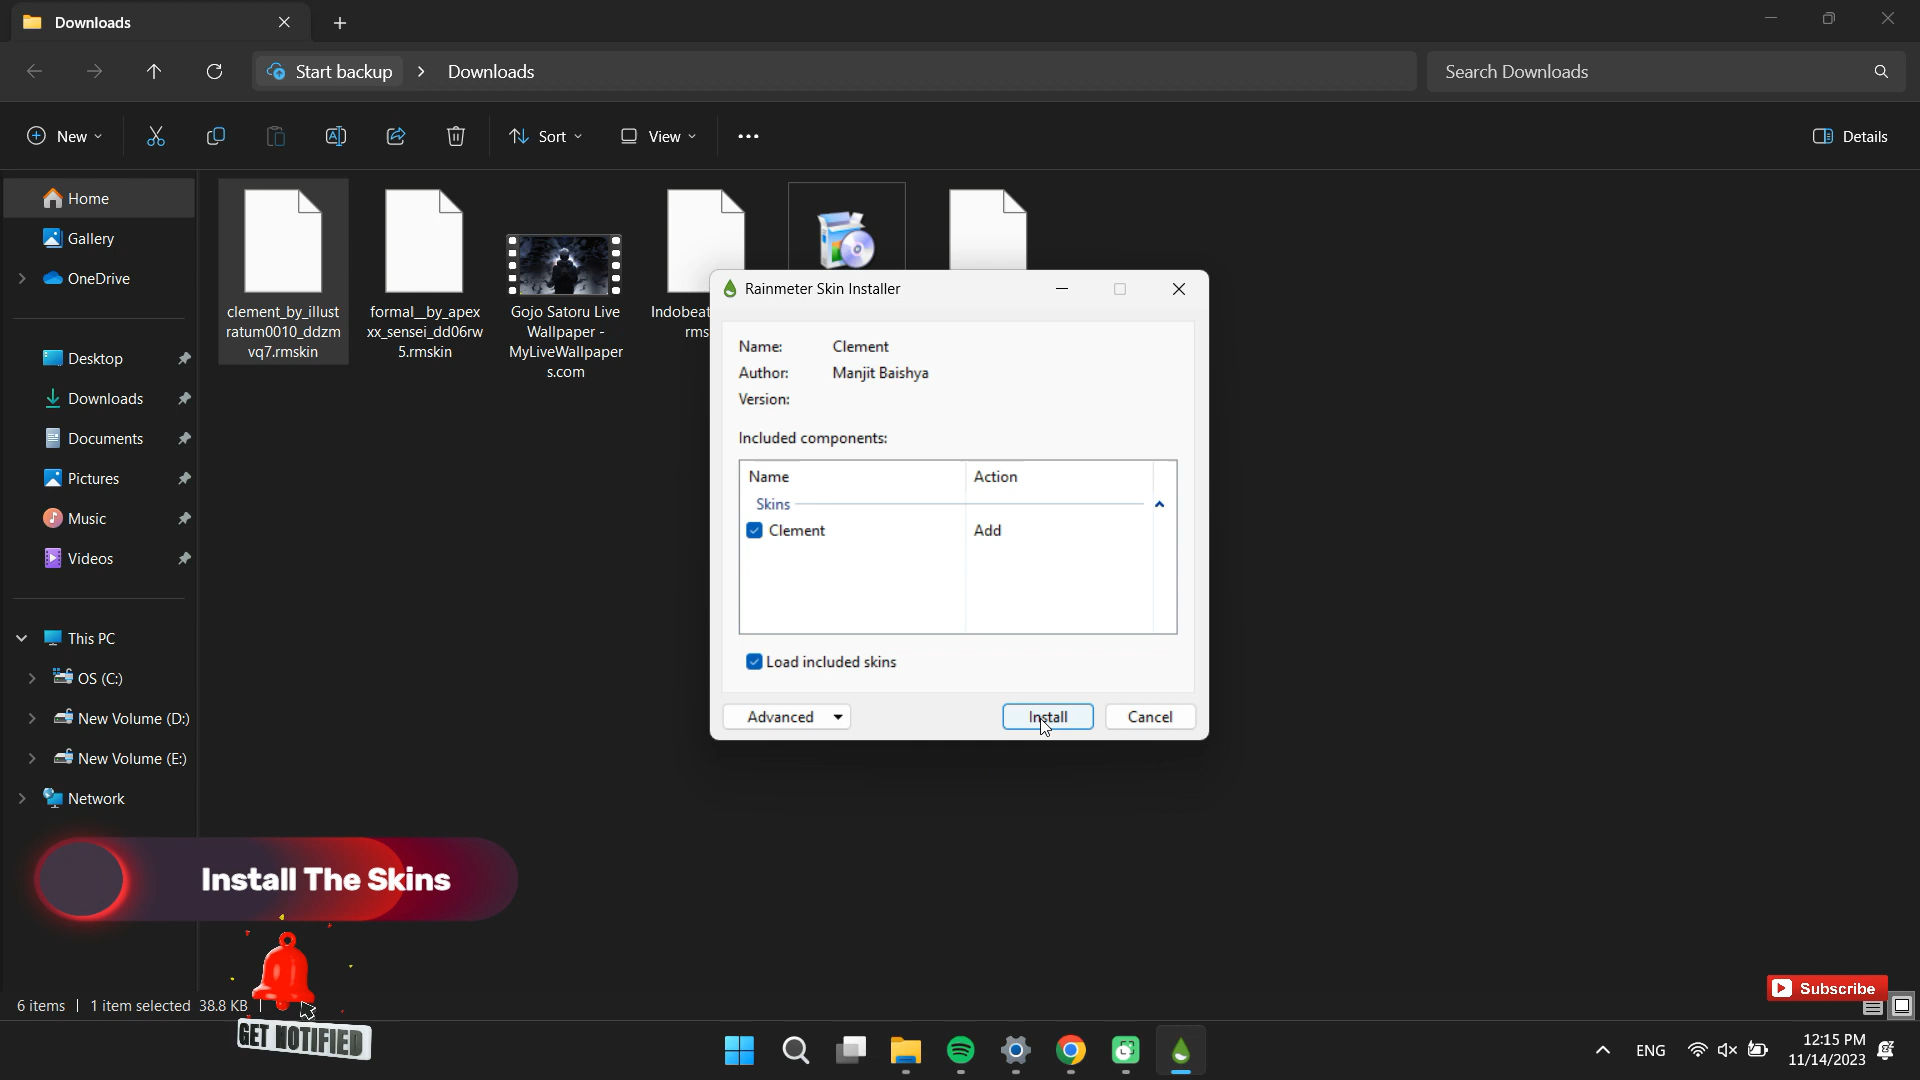 Downloads
Start backup > Downloads
Search Downloads
New
Sort
View
Details
Home
Gallery
OneDrive
Desktop
Downloads
Documents
Pictures
Music
Videos
This PC
OS (C:)
New Volume (D:)
New Volume (E:)
Network
clement_by_illust
ratum0010_ddzm
vq7.rmskin
formal__by_apex
xx_sensei_dd06rw
5.rmskin
Gojo Satoru Live
Wallpaper -
MyLiveWallpaper
s.com
Indobeat
rms
Rainmeter Skin Installer
Name: Clement
Author: Manjit Baishya
Version:
Included components:
Name Action
Skins
Clement Add
Load included skins
Advanced
Install
Cancel
Install The Skins
GET NOTIFIED
6 items
1 item selected 38.8 KB
Subscribe
ENG
12:15 PM
11/14/2023